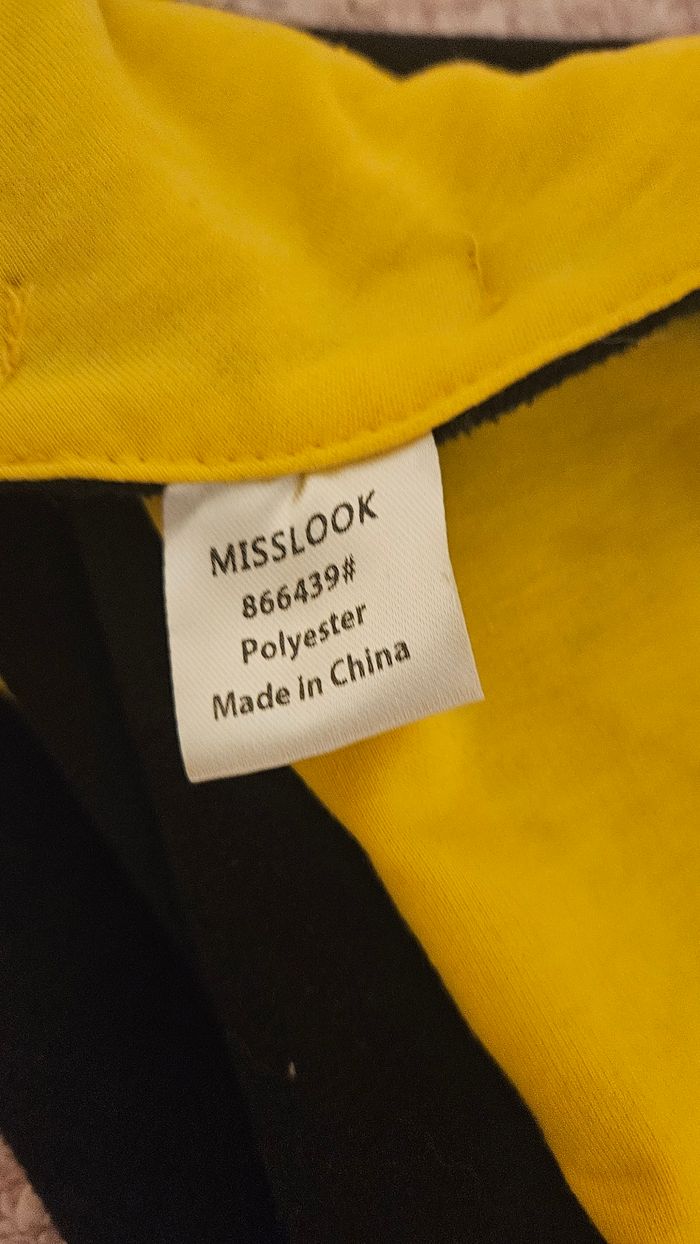 MISSLOOK
866439#
Polyester
Made in China